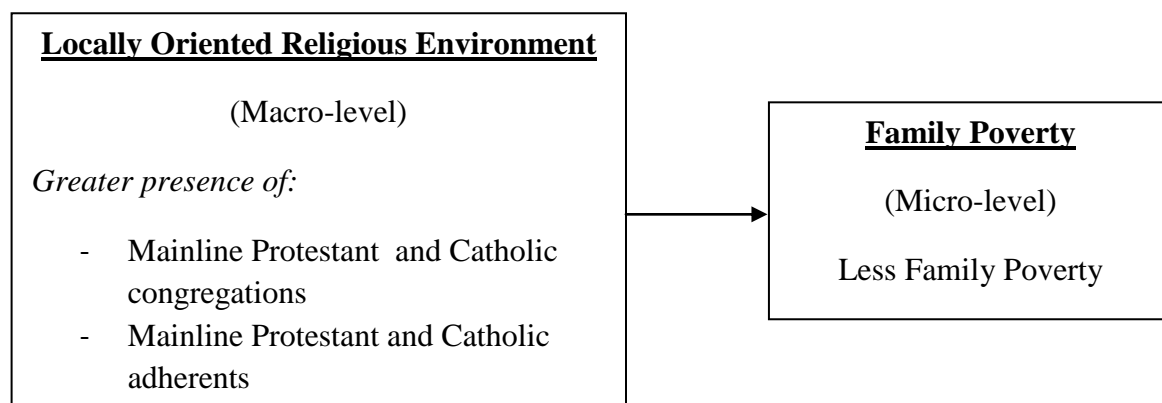 Locally Oriented Religious Environment
(Macro-level)
Greater presence of:
- Mainline Protestant and Catholic
congregations
- Mainline Protestant and Catholic
adherents
Family Poverty
(Micro-level)
Less Family Poverty